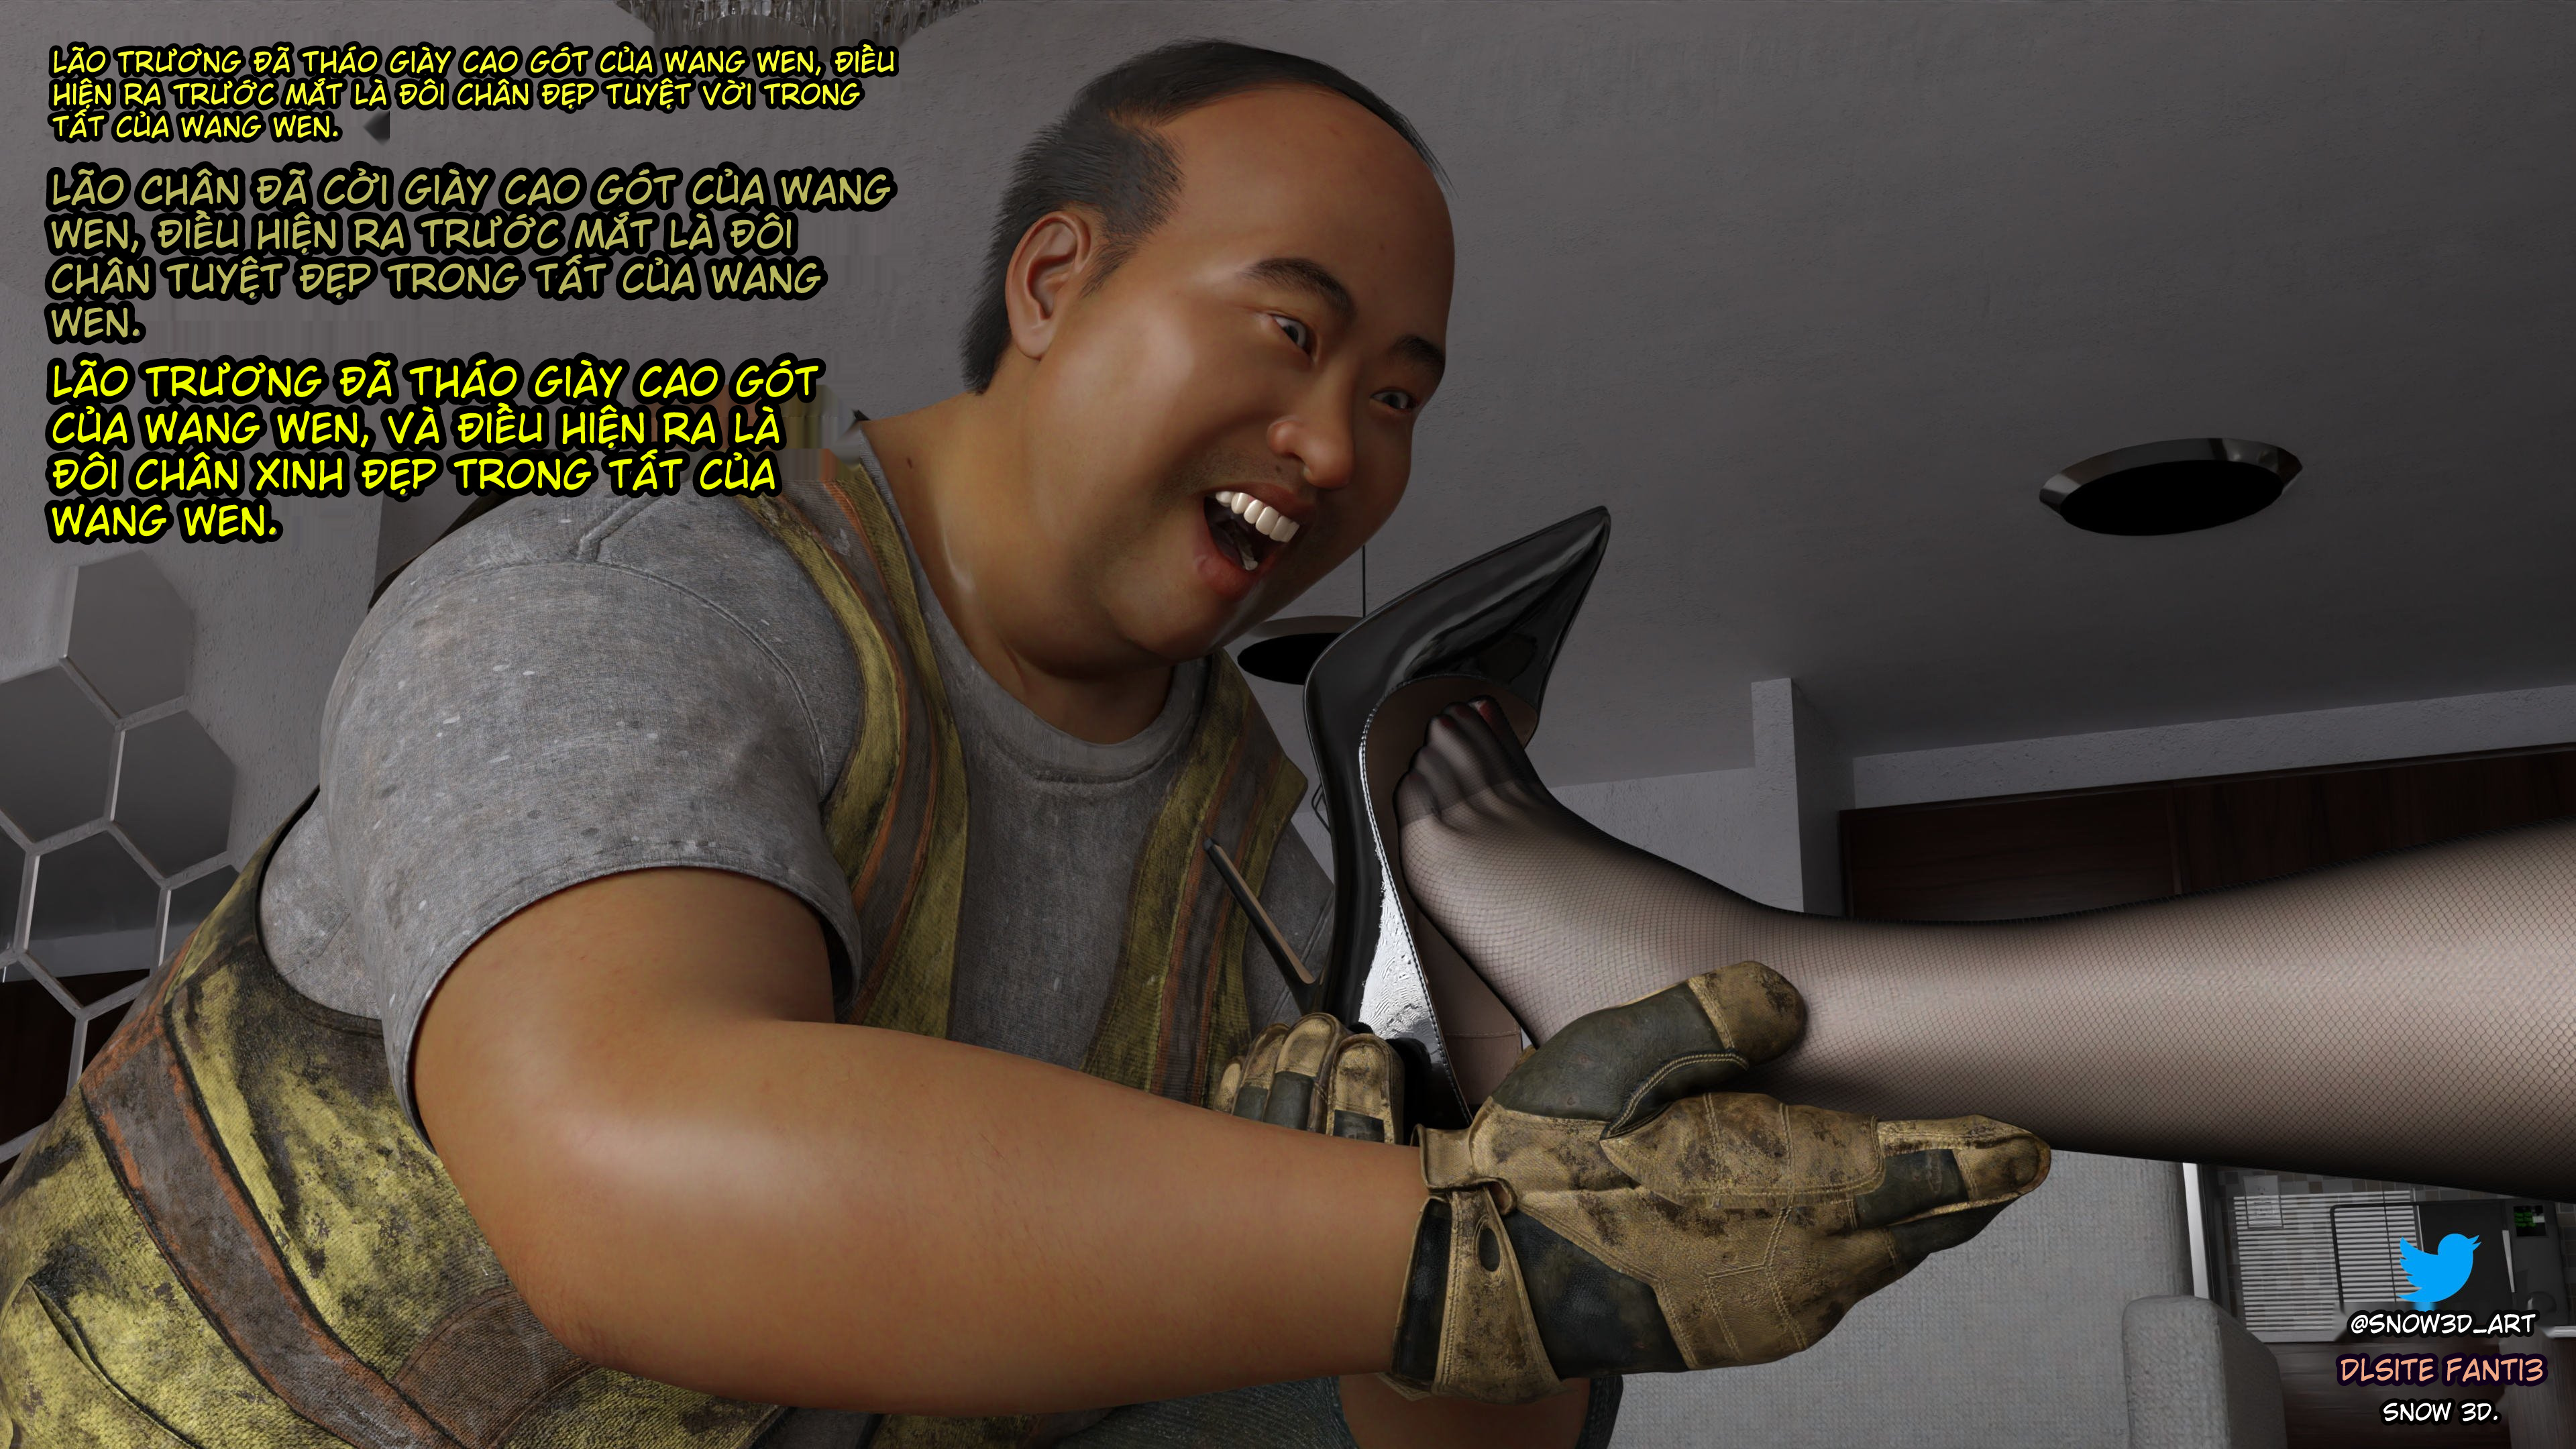 LÃO TRƯƠNG ĐÃ THÁO GIÀY CAO GÓT CỦA WANG WEN, ĐIỀU
HIỆN RA TRƯỚC MẮT LÀ ĐÔI CHÂN ĐẸP TUYỆT VỜI TRONG
TẤT CỦA WANG WEN.
LÃO CHÂN ĐÃ CỞI GIÀY CAO GÓT CỦA WANG
WEN, ĐIỀU HIỆN RA TRƯỚC MẮT LÀ ĐÔI
CHÂN TUYỆT ĐẸP TRONG TẤT CỦA WANG
WEN.
LÃO TRƯƠNG ĐÃ THÁO GIÀY CAO GÓT
CỦA WANG WEN, VÀ ĐIỀU HIỆN RA LÀ
ĐÔI CHÂN XINH ĐẸP TRONG TẤT CỦA
WANG WEN.
@SNOW3D_ART
DLSITE FANTI3
SNOW 3D.